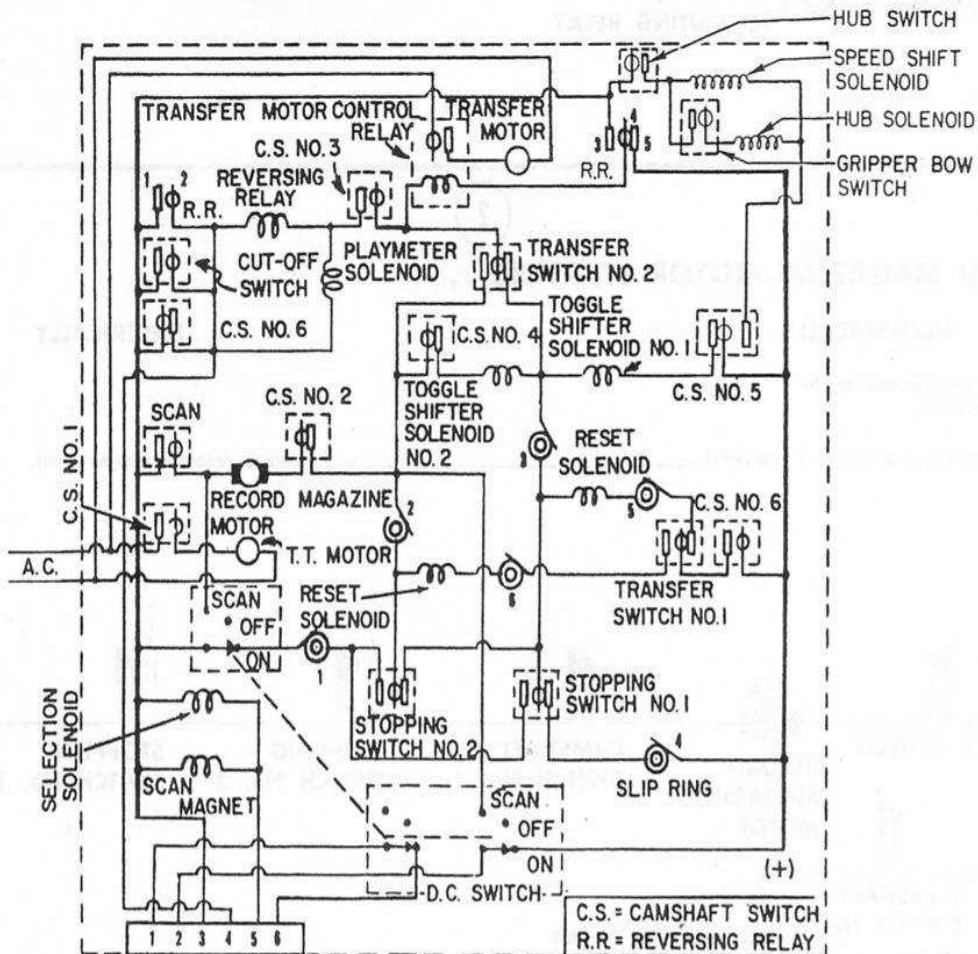 HUB SWITCH
SPEED SHIFT
SOLENOID
HUB SOLENOID
GRIPPER BOW
SWITCH
TRANSFER MOTOR CONTROL
RELAY
TRANSFER
MOTOR
C.S. NO. 3
3
4
5
R.R.
1
2
R.R.
REVERSING
RELAY
CUT-OFF
SWITCH
PLAYMETER
SOLENOID
TRANSFER
SWITCH NO. 2
C.S. NO. 6
C.S. NO. 4
TOGGLE
SHIFTER
SOLENOID NO. 1
C.S. NO. 5
SCAN
C.S. NO. 2
TOGGLE
SHIFTER
SOLENOID
NO. 2
C.S. NO. 1
RECORD MAGAZINE
MOTOR
2
3
RESET
SOLENOID
5
C.S. NO. 6
T.T. MOTOR
A.C.
SCAN
OFF
ON
RESET
SOLENOID
6
TRANSFER
SWITCH NO. 1
1
STOPPING
SWITCH NO. 2
STOPPING
SWITCH NO. 1
4
SLIP RING
SELECTION
SOLENOID
SCAN
MAGNET
SCAN
OFF
ON
(+)
D.C. SWITCH
1 2 3 4 5 6
C.S. = CAMSHAFT SWITCH
R.R. = REVERSING RELAY